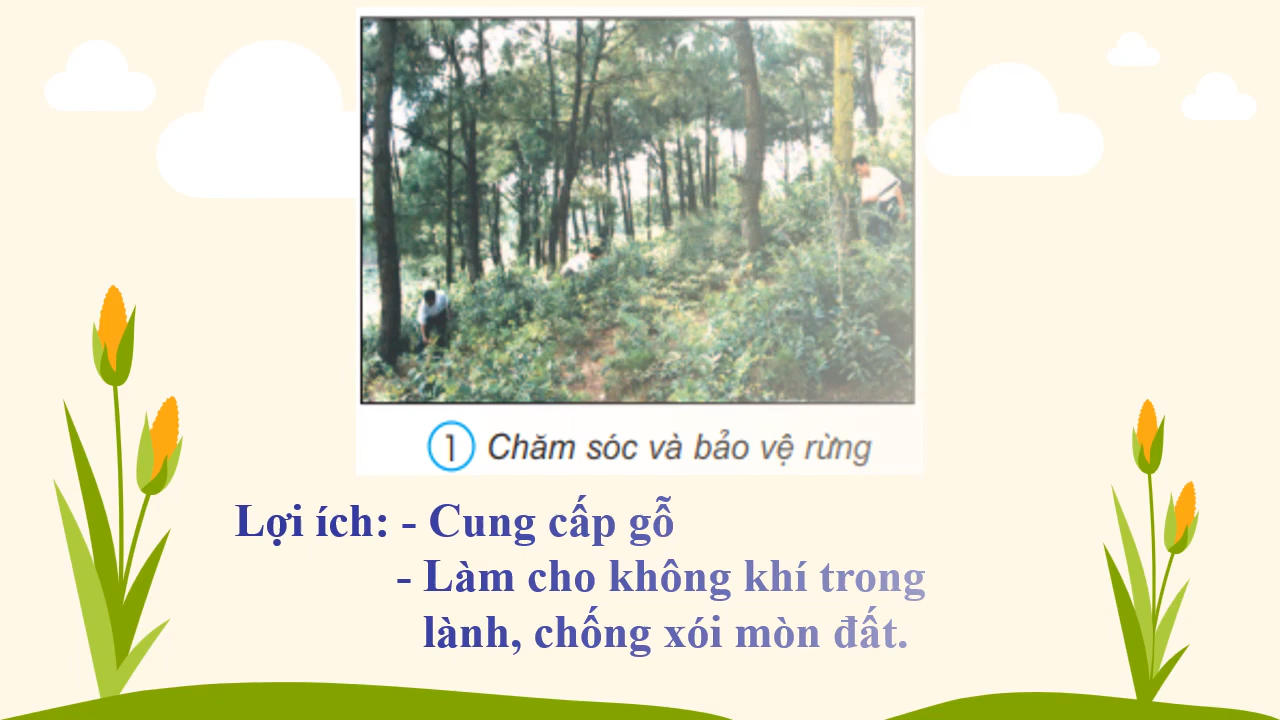 1 Chăm sóc và bảo vệ rừng
Lợi ích: - Cung cấp gỗ
- Làm cho không khí trong
lành, chống xói mòn đất.